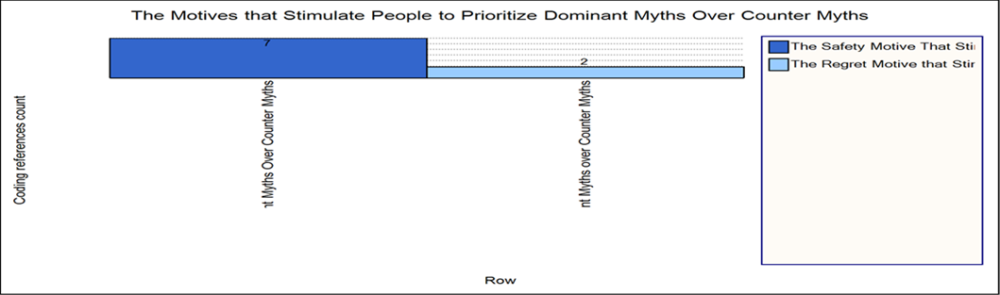 The Motives that Stimulate People to Prioritize Dominant Myths Over Counter Myths
7
2
The Safety Motive That Sti
The Regret Motive that Stir
Coding references count
nt Myths Over Counter Myths
nt Myths over Counter Myths
Row